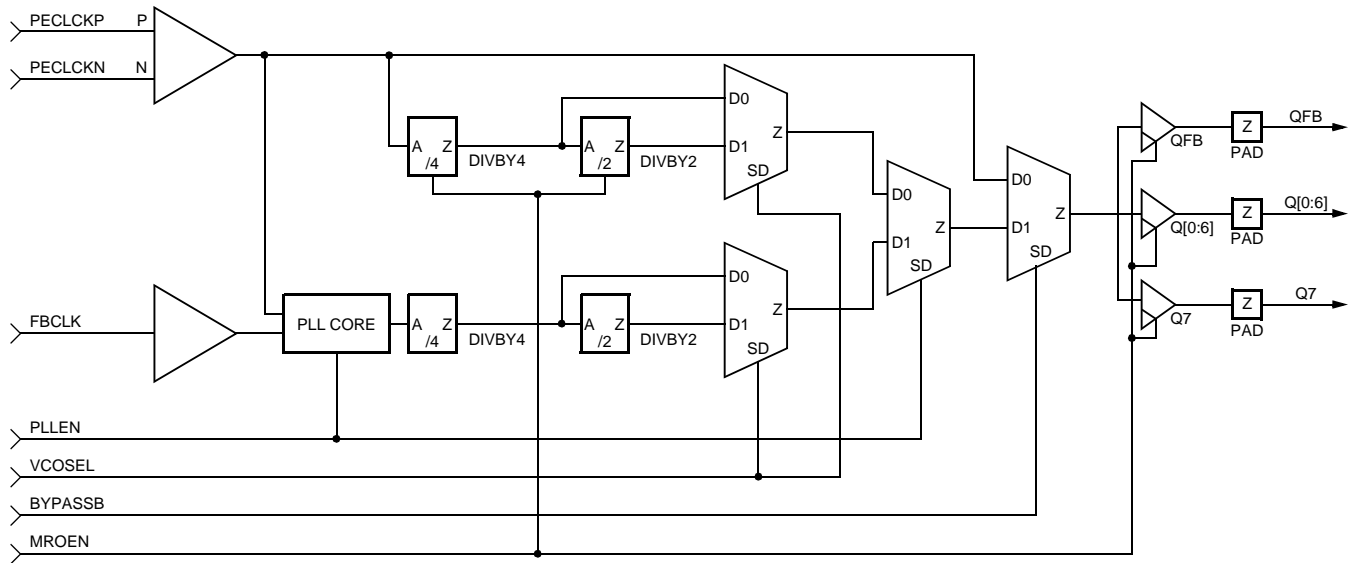 PECLCKP P
PECLCKN N
D0
Z
D1
SD
A Z
/4
DIVBY4
A Z
/2
DIVBY2
D0
D1
Z
SD
D0
D1
Z
SD
QFB
Z
PAD
QFB
Q[0:6]
Z
PAD
Q[0:6]
Q7
Z
PAD
Q7
FBCLK
PLL CORE
A Z
/4
DIVBY4
A Z
/2
DIVBY2
D0
D1
Z
SD
PLLEN
VCOSEL
BYPASSB
MROEN